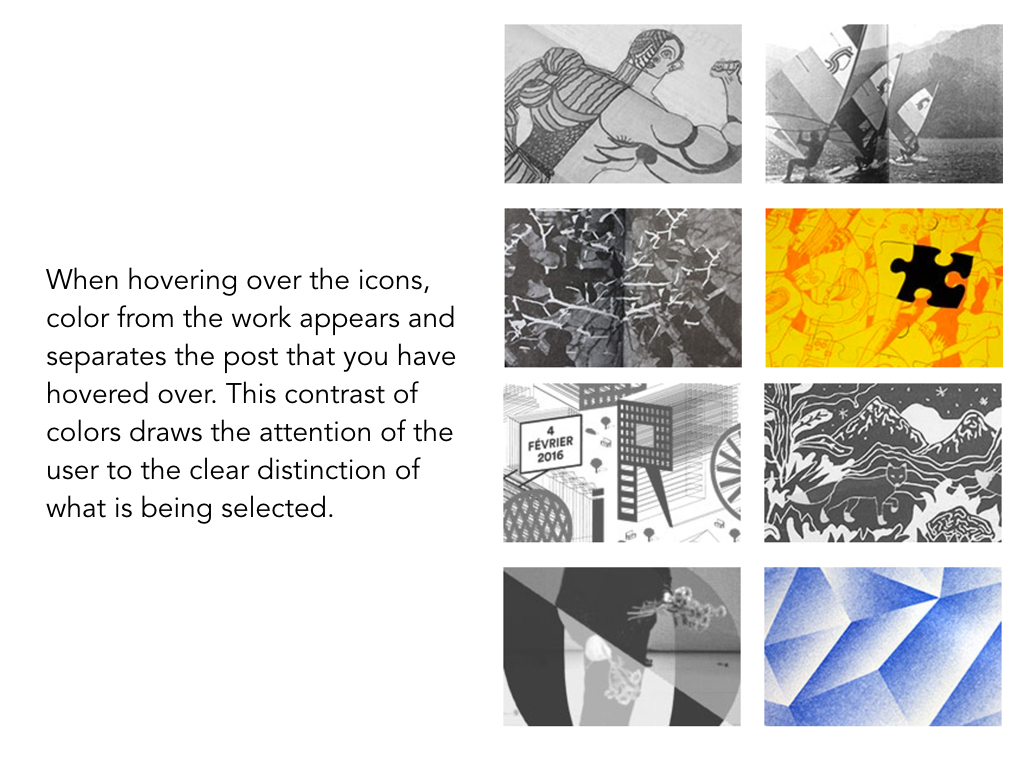 When hovering over the icons,
color from the work appears and
separates the post that you have
hovered over. This contrast of
colors draws the attention of the
user to the clear distinction of
what is being selected.
4
FÉVRIER
2016
R